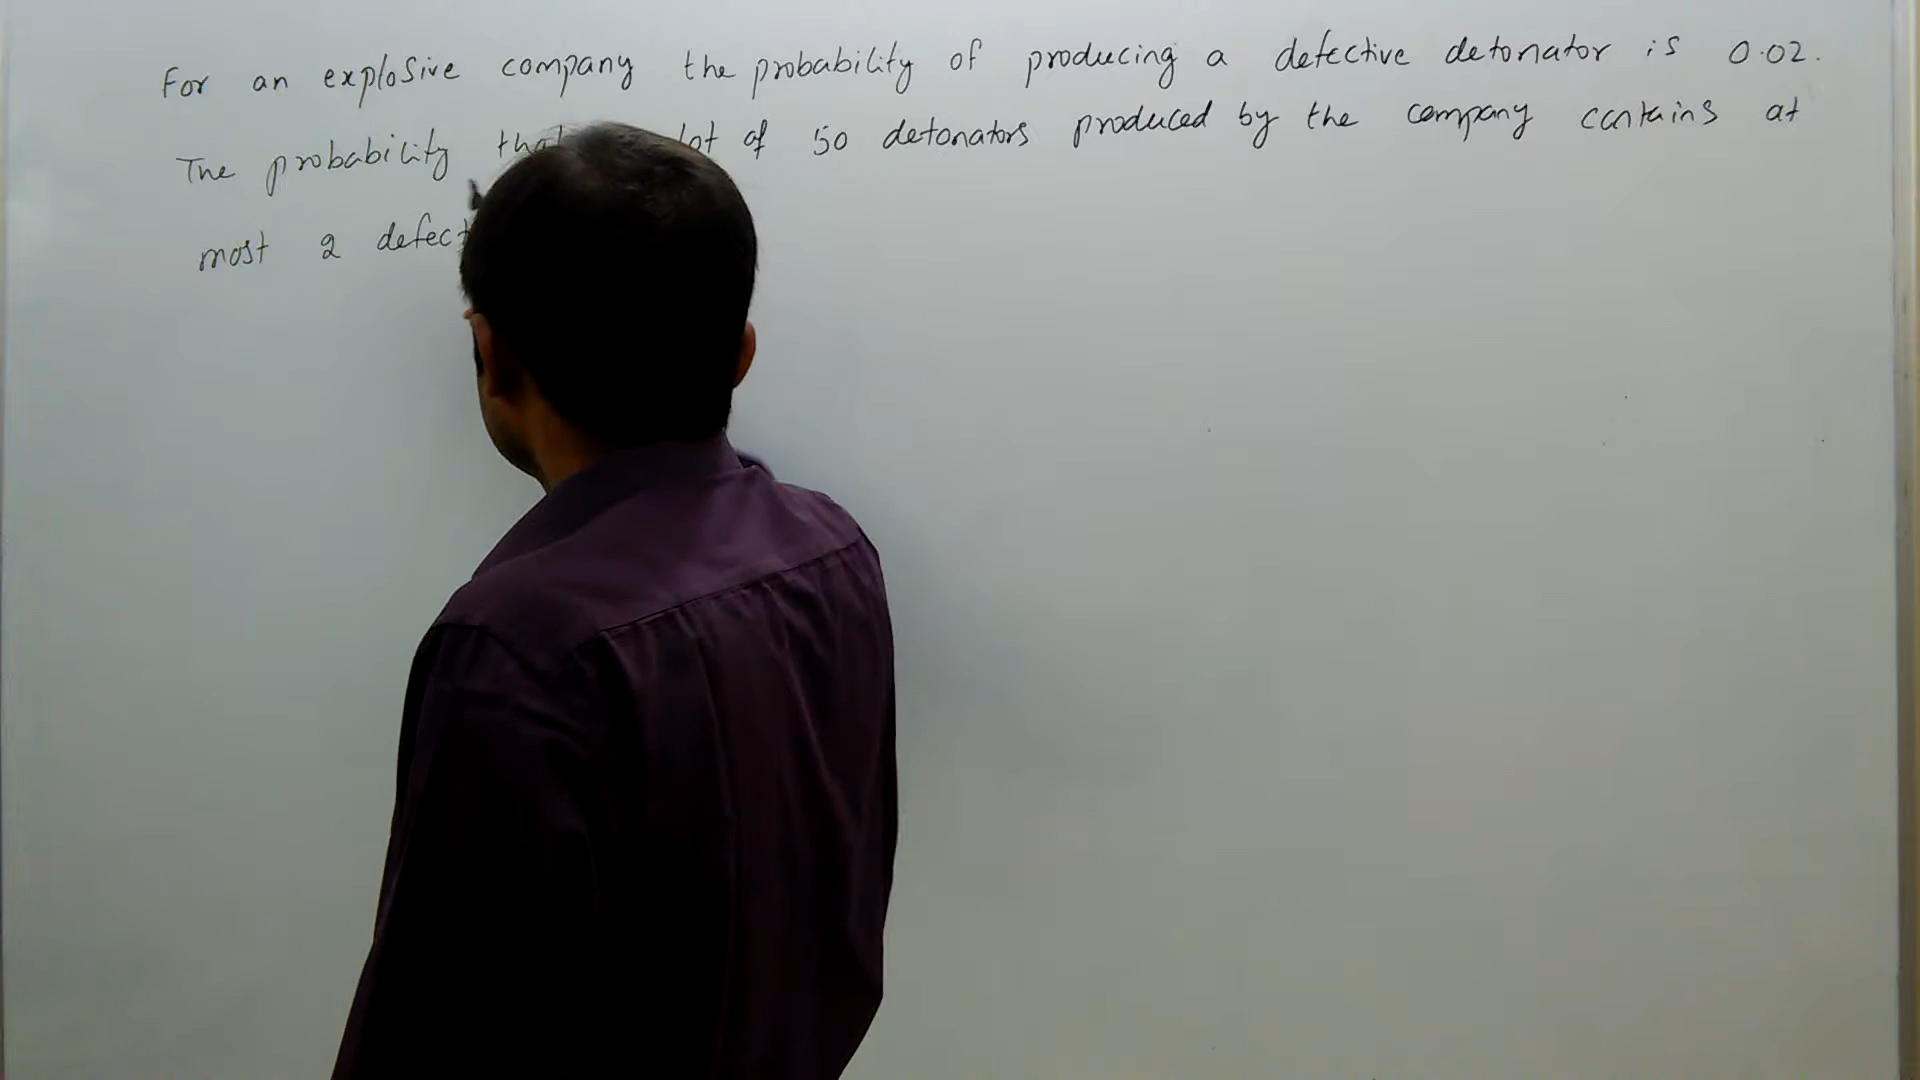 For an explosive company the probability of producing a defective detonator is 0.02.
The probability lot of 50 detonators produced by the company contains at
most 2